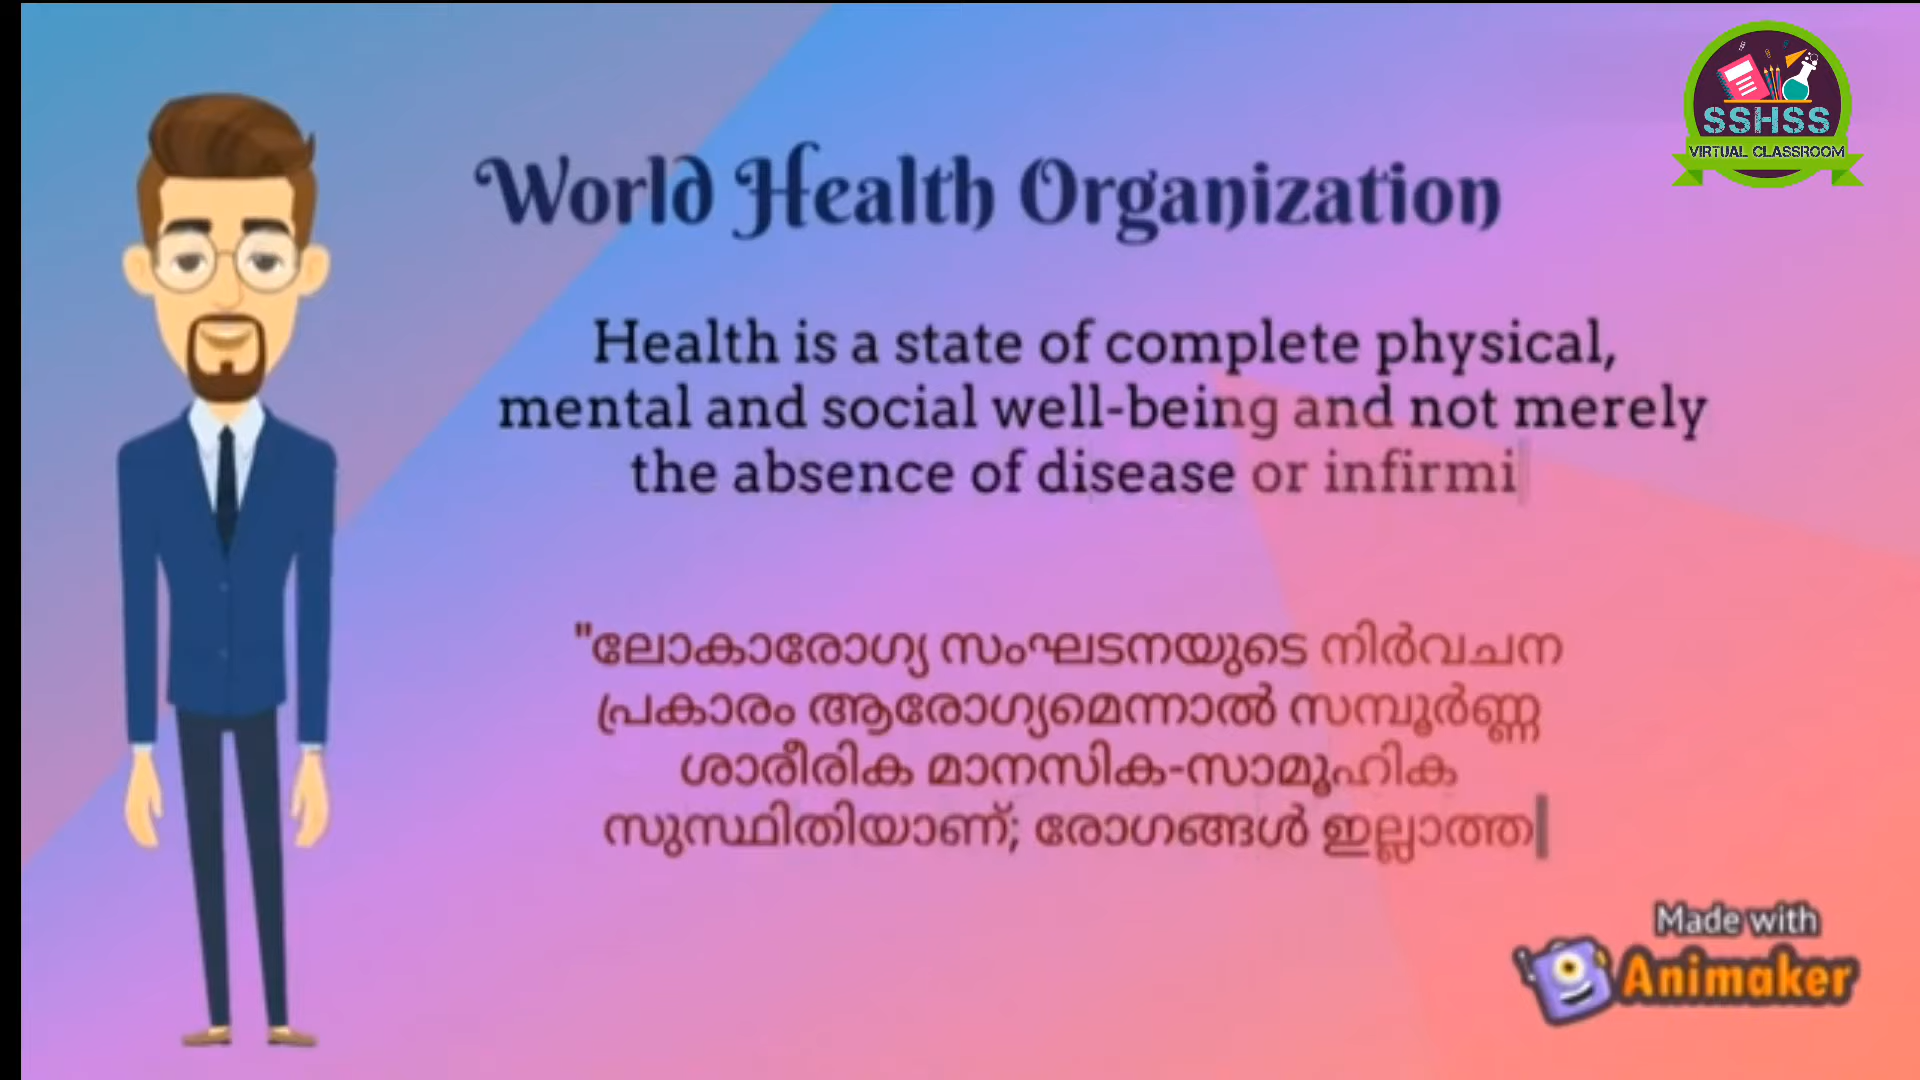 SSHSS
VIRTUAL CLASSROOM
World Health Organization
Health is a state of complete physical,
mental and social well-being and not merely
the absence of disease or infirmi
"ലോകാരോഗ്യ സംഘടനയുടെ നിർവചന
പ്രകാരം ആരോഗ്യമെന്നാൽ സമ്പൂർണ്ണ
ശാരീരിക മാനസിക-സാമൂഹിക
സുസ്ഥിതിയാണ്; രോഗങ്ങൾ ഇല്ലാത്ത
Made with
Animaker